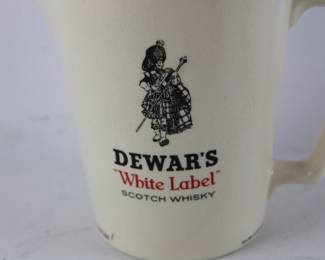 DEWAR'S
"White Label"
SCOTCH WHISKY